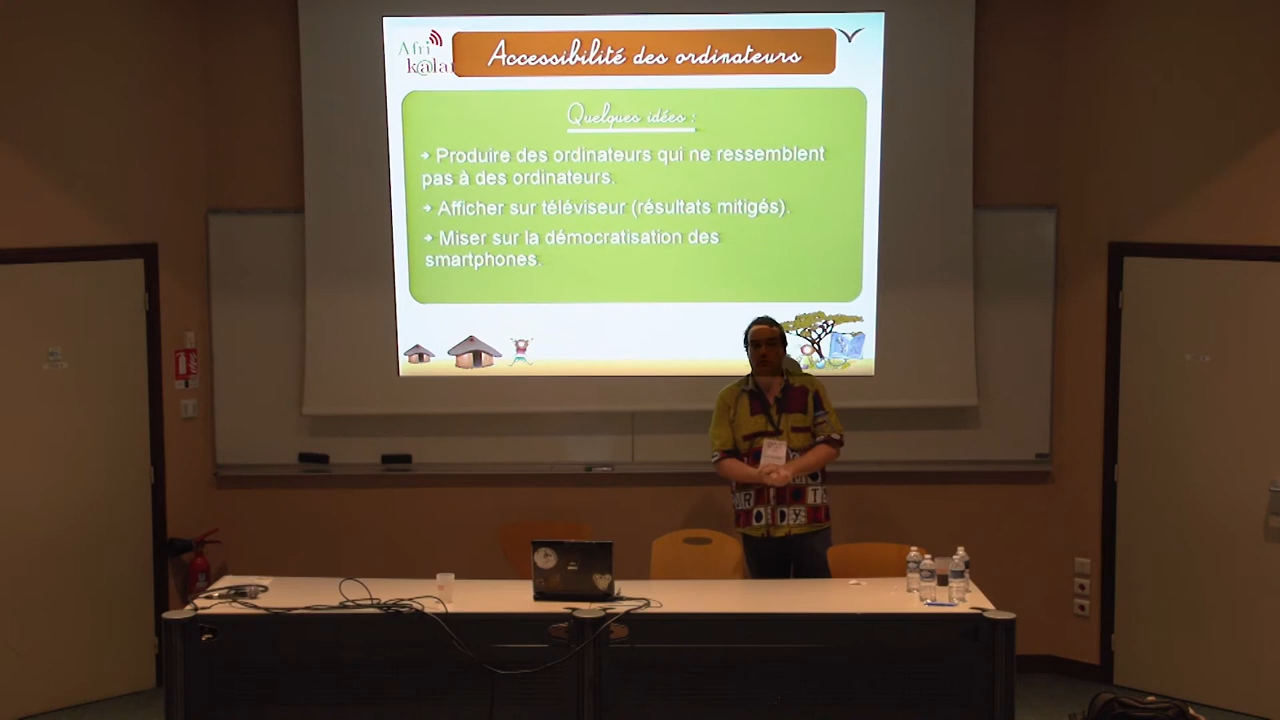 Afri
k@lan
Accessibilité des ordinateurs
Quelques idées :
→ Produire des ordinateurs qui ne ressemblent
pas à des ordinateurs.
→ Afficher sur téléviseur (résultats mitigés).
→ Miser sur la démocratisation des
smartphones.